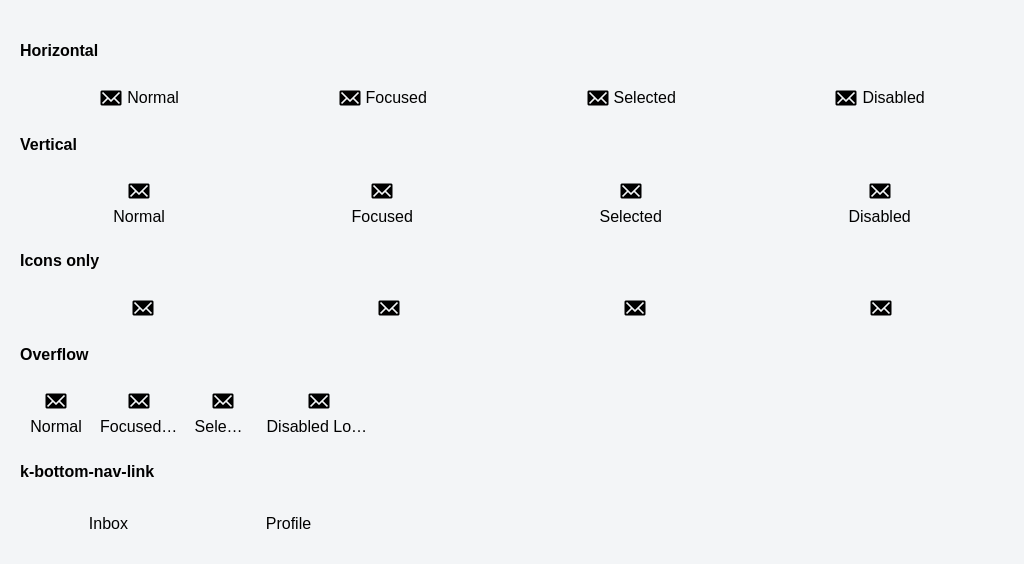 Horizontal
Normal Focused Selected Disabled
Vertical
Normal Focused Selected Disabled
Icons only
Overflow
Normal Focused… Sele… Disabled Lo…
k-bottom-nav-link
Inbox Profile